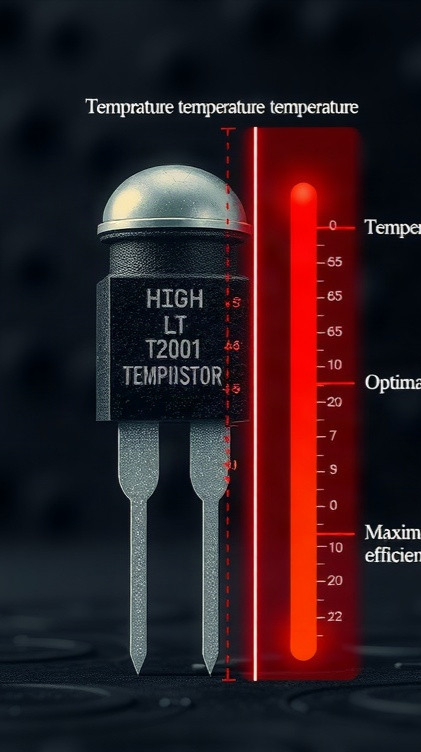 Temprature temperature temperature
HIGH
LT
T2001
TEMPIISTOR
0
55
65
65
10
20
7
9
0
10
20
22
Temper
Optima
Maxim
efficien